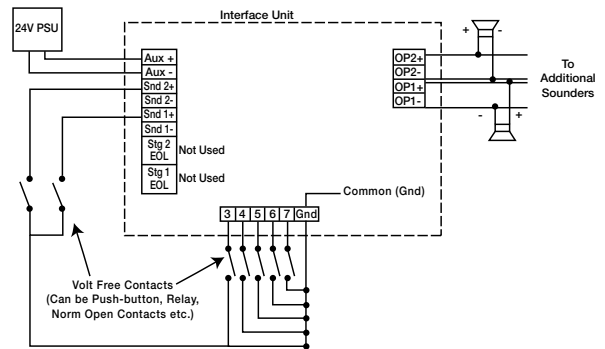 Interface Unit
24V PSU
+ -
Aux +
Aux -
Snd 2+
Snd 2-
Snd 1+
Snd 1-
Stg 2
EOL
Not Used
Stg 1
EOL
Not Used
OP2+
OP2-
OP1+
OP1-
To
Additional
Sounders
- +
Common (Gnd)
3 4 5 6 7 Gnd
Volt Free Contacts
(Can be Push-button, Relay,
Norm Open Contacts etc.)